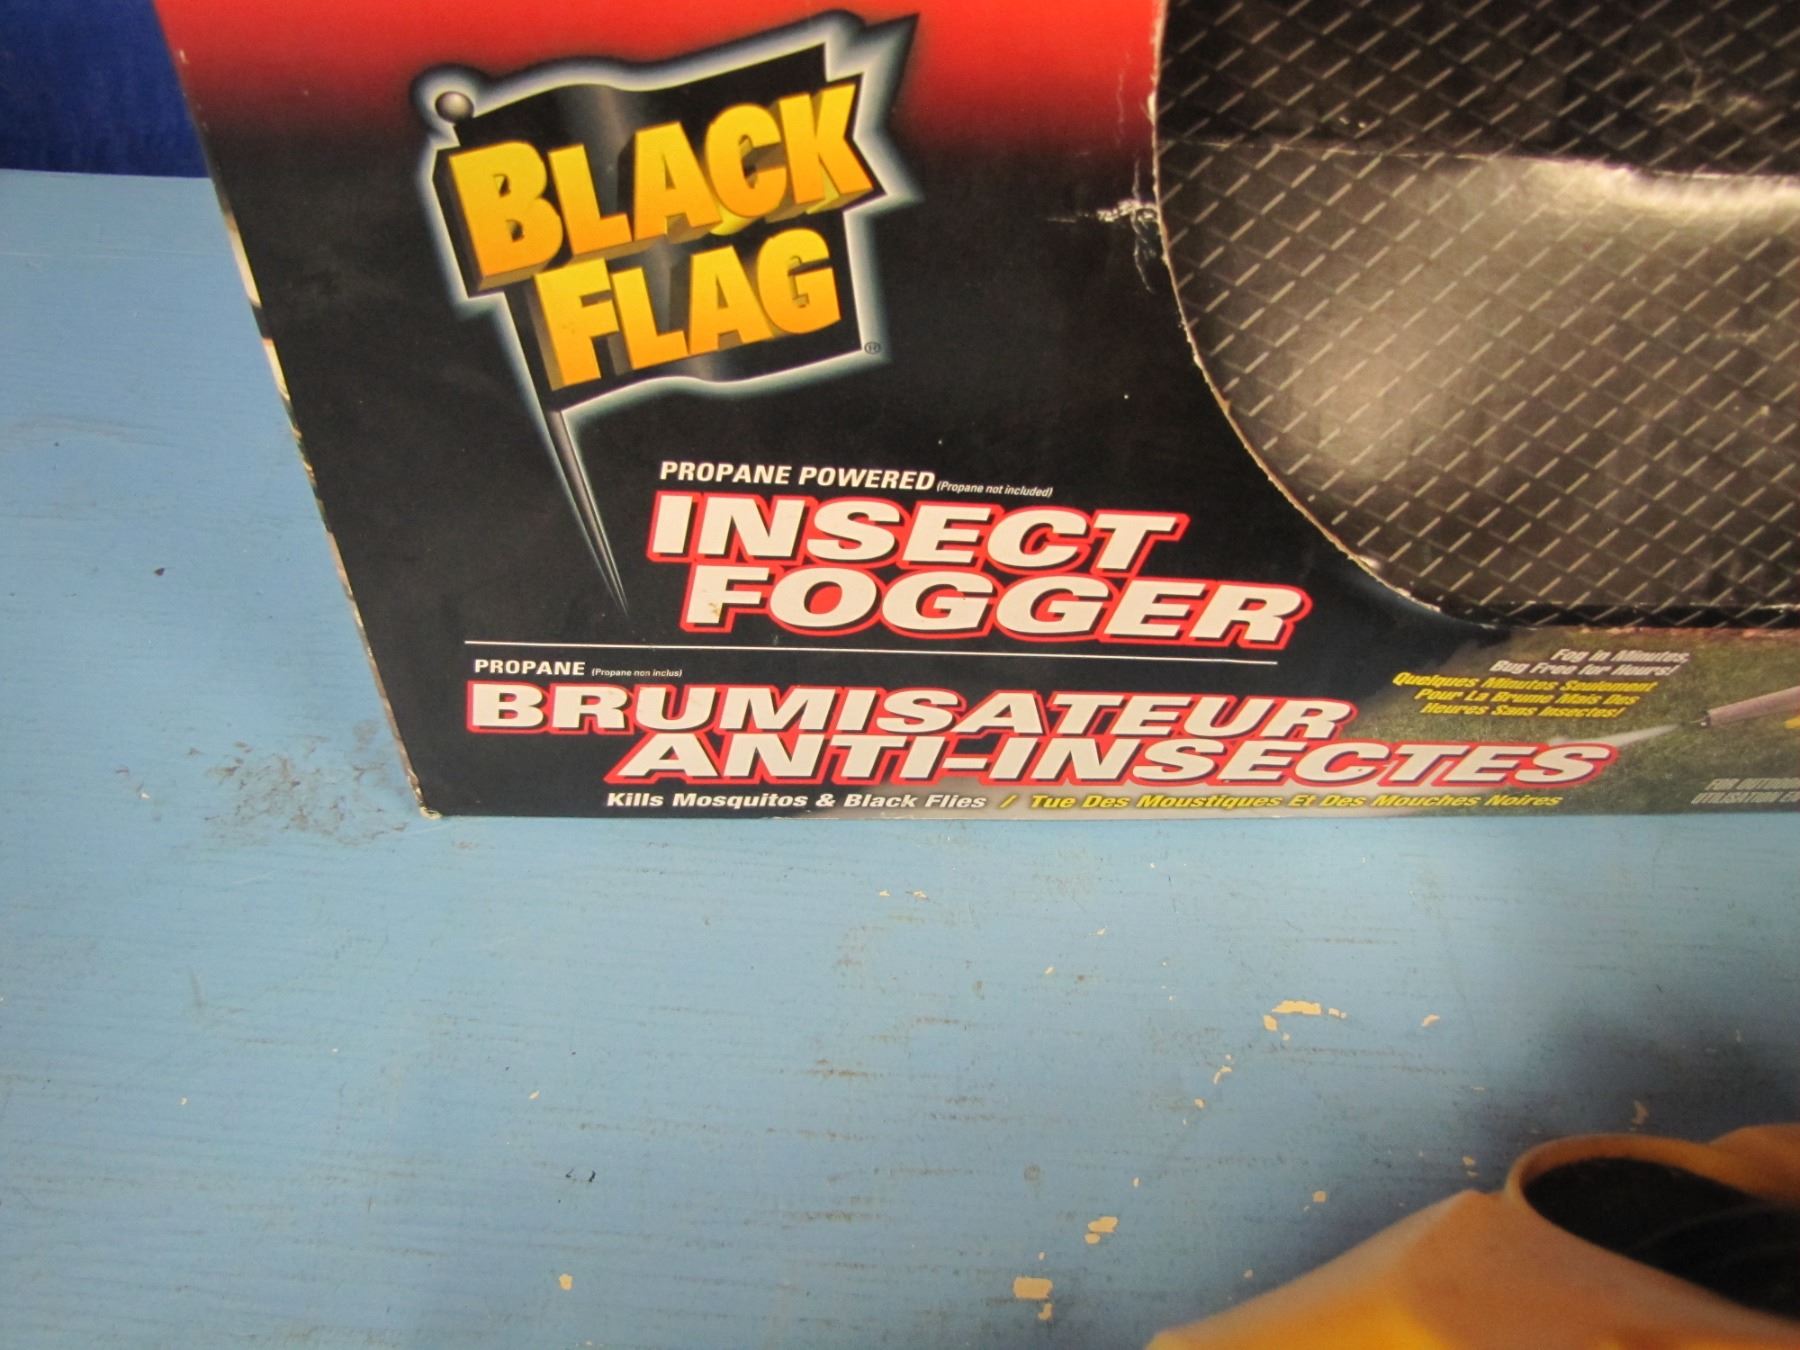 BLACK
FLAG®
PROPANE POWERED (Propane not included)
INSECT
FOGGER
PROPANE (Propane non inclus)
BRUMISATEUR
ANTI-INSECTES
Kills Mosquitos & Black Flies / Tue Des Moustiques Et Des Mouches Noires
Fog in Minutes,
Bug Free for Hours!
Quelques Minutes Seulement
Pour La Brume Mais Des
Heures Sans Insectes!
FOR
UTILISATION